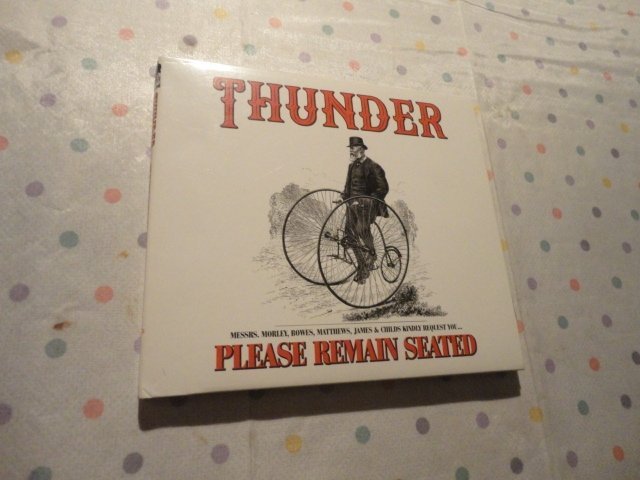 THUNDER
MESSRS. MORLEY, BOWES, MATTHEWS, JAMES & CHILDS KINDLY REQUEST YOU...
PLEASE REMAIN SEATED